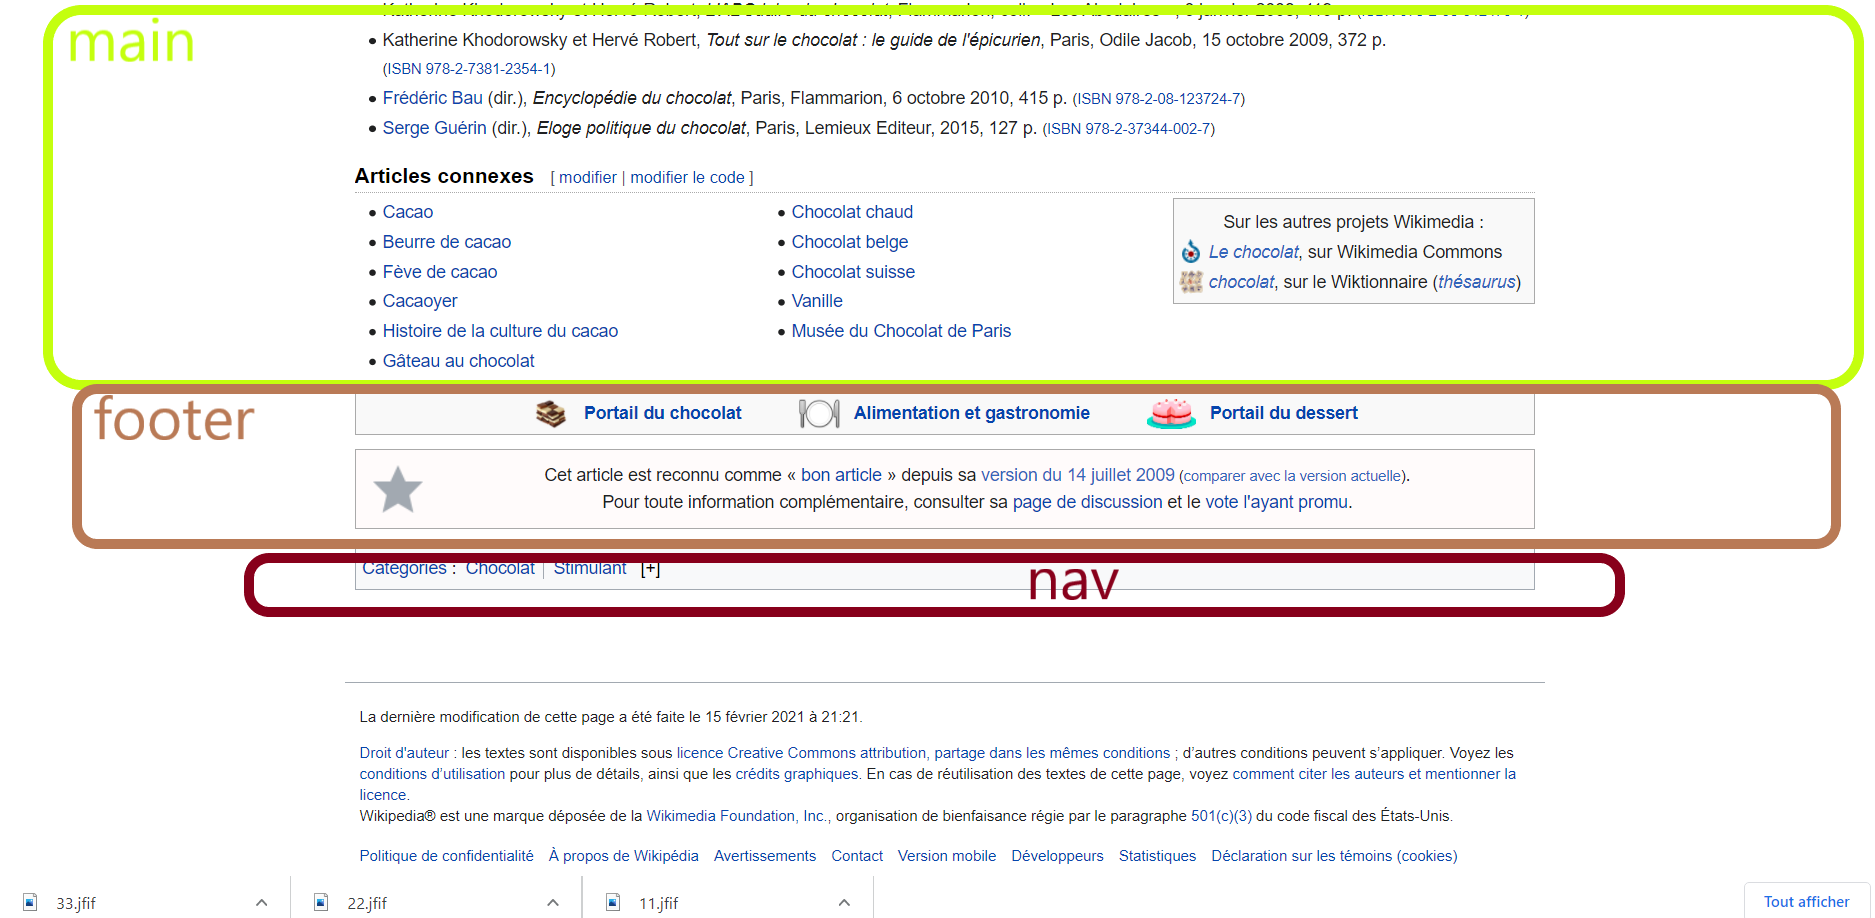 main
Katherine Khodorowsky et Hervé Robert, Tout sur le chocolat : le guide de l'épicurien, Paris, Odile Jacob, 15 octobre 2009, 372 p.
(ISBN 978-2-7381-2354-1)
Frédéric Bau (dir.), Encyclopédie du chocolat, Paris, Flammarion, 6 octobre 2010, 415 p. (ISBN 978-2-08-123724-7)
Serge Guérin (dir.), Eloge politique du chocolat, Paris, Lemieux Editeur, 2015, 127 p. (ISBN 978-2-37344-002-7)
Articles connexes [ modifier | modifier le code ]
Cacao
Beurre de cacao
Fève de cacao
Cacaoyer
Histoire de la culture du cacao
Gâteau au chocolat
Chocolat chaud
Chocolat belge
Chocolat suisse
Vanille
Musée du Chocolat de Paris
Sur les autres projets Wikimedia :
Le chocolat, sur Wikimedia Commons
chocolat, sur le Wiktionnaire (thésaurus)
footer
Portail du chocolat Alimentation et gastronomie Portail du dessert
Cet article est reconnu comme « bon article » depuis sa version du 14 juillet 2009 (comparer avec la version actuelle).
Pour toute information complémentaire, consulter sa page de discussion et le vote l'ayant promu.
Catégories : Chocolat | Stimulant [+]
nav
La dernière modification de cette page a été faite le 15 février 2021 à 21:21.
Droit d'auteur : les textes sont disponibles sous licence Creative Commons attribution, partage dans les mêmes conditions ; d’autres conditions peuvent s’appliquer. Voyez les
conditions d’utilisation pour plus de détails, ainsi que les crédits graphiques. En cas de réutilisation des textes de cette page, voyez comment citer les auteurs et mentionner la
licence.
Wikipedia® est une marque déposée de la Wikimedia Foundation, Inc., organisation de bienfaisance régie par le paragraphe 501(c)(3) du code fiscal des États-Unis.
Politique de confidentialité À propos de Wikipédia Avertissements Contact Version mobile Développeurs Statistiques Déclaration sur les témoins (cookies)
33.jfif 22.jfif 11.jfif Tout afficher